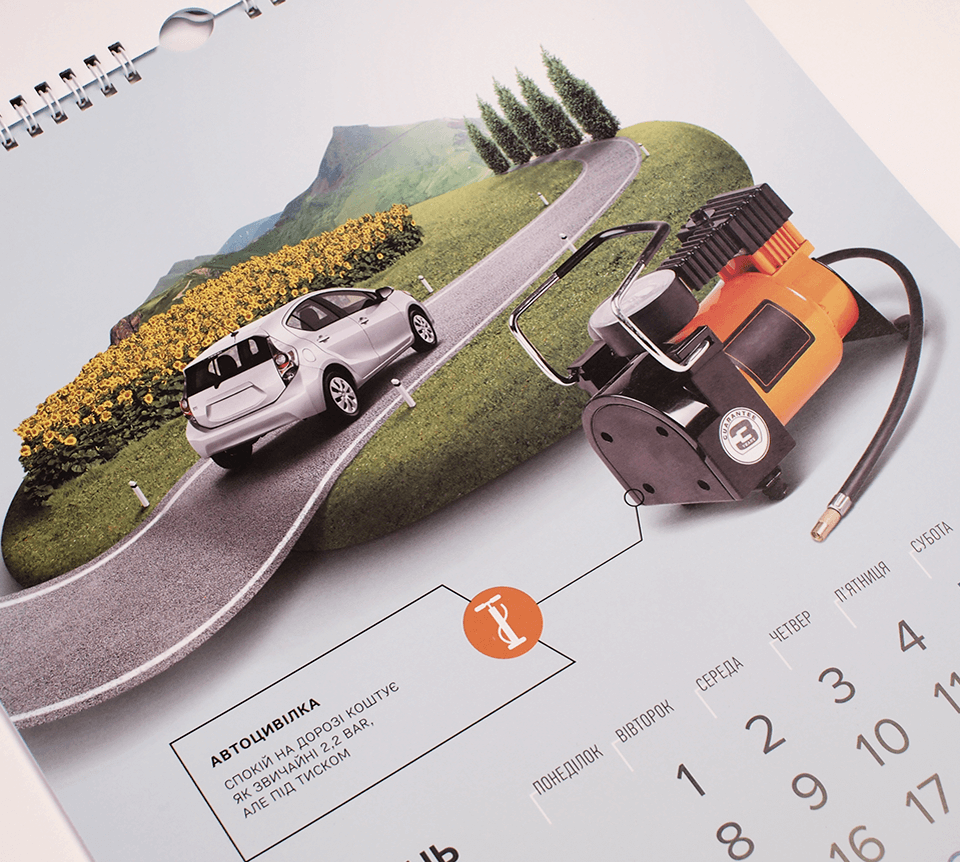 GUARANTEE
3
АВТОЦИВІЛКА
СПОКІЙ НА ДОРОЗІ КОШТУЄ
ЯК ЗВИЧАЙНІ 2,2 BAR,
АЛЕ ПІД ТИСКОМ
ПОНЕДІЛОК ВІВТОРОК СЕРЕДА ЧЕТВЕР П'ЯТНИЦЯ СУБОТА
1 2 3 4
8 9 10 11
16 17